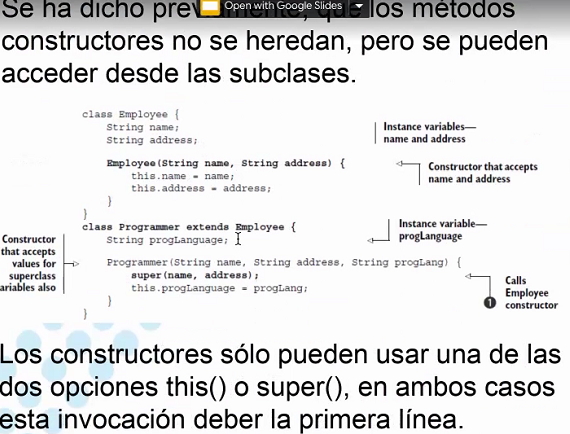 Se ha dicho previamente, que los métodos
Open with Google Slides
constructores no se heredan, pero se pueden
acceder desde las subclases.
class Employee {
String name;
String address;
Instance variables—
name and address
Employee(String name, String address) {
this.name = name;
this.address = address;
}
}
Constructor that accepts
name and address
class Programmer extends Employee {
String progLanguage;
Instance variable—
progLanguage
Constructor
that accepts
values for
superclass
ariables also
Programmer(String name, String address, String progLang) {
super(name, address);
this.progLanguage = progLang;
}
}
1 Calls
Employee
constructor
Los constructores sólo pueden usar una de las
dos opciones this() o super(), en ambos casos
esta invocación deber la primera línea.